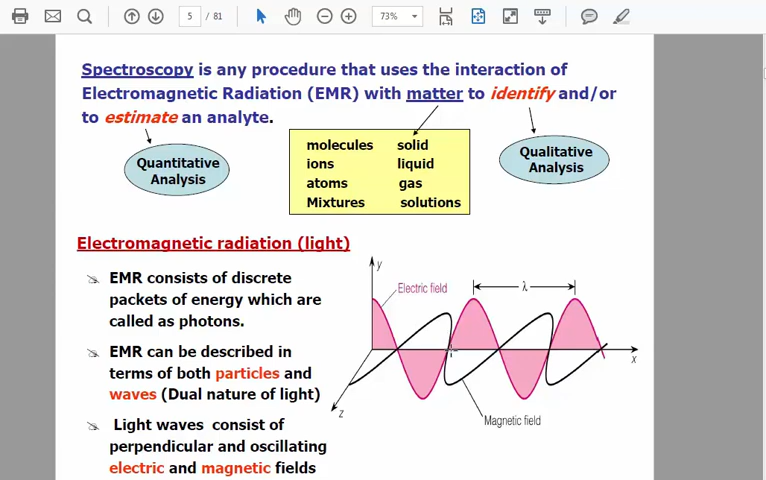 5 / 81
73%
Spectroscopy is any procedure that uses the interaction of
Electromagnetic Radiation (EMR) with matter to identify and/or
to estimate an analyte.
Quantitative
Analysis
molecules solid
ions liquid
atoms gas
Mixtures solutions
Qualitative
Analysis
Electromagnetic radiation (light)
EMR consists of discrete
packets of energy which are
called as photons.
EMR can be described in
terms of both particles and
waves (Dual nature of light)
Light waves consist of
perpendicular and oscillating
electric and magnetic fields
y
Electric field
λ
x
z
Magnetic field